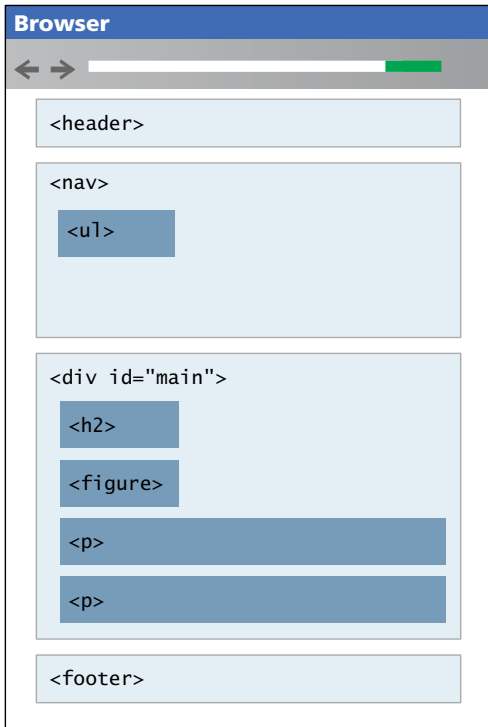 Browser
<header>
<nav>
<ul>
<div id="main">
<h2>
<figure>
<p>
<p>
<footer>